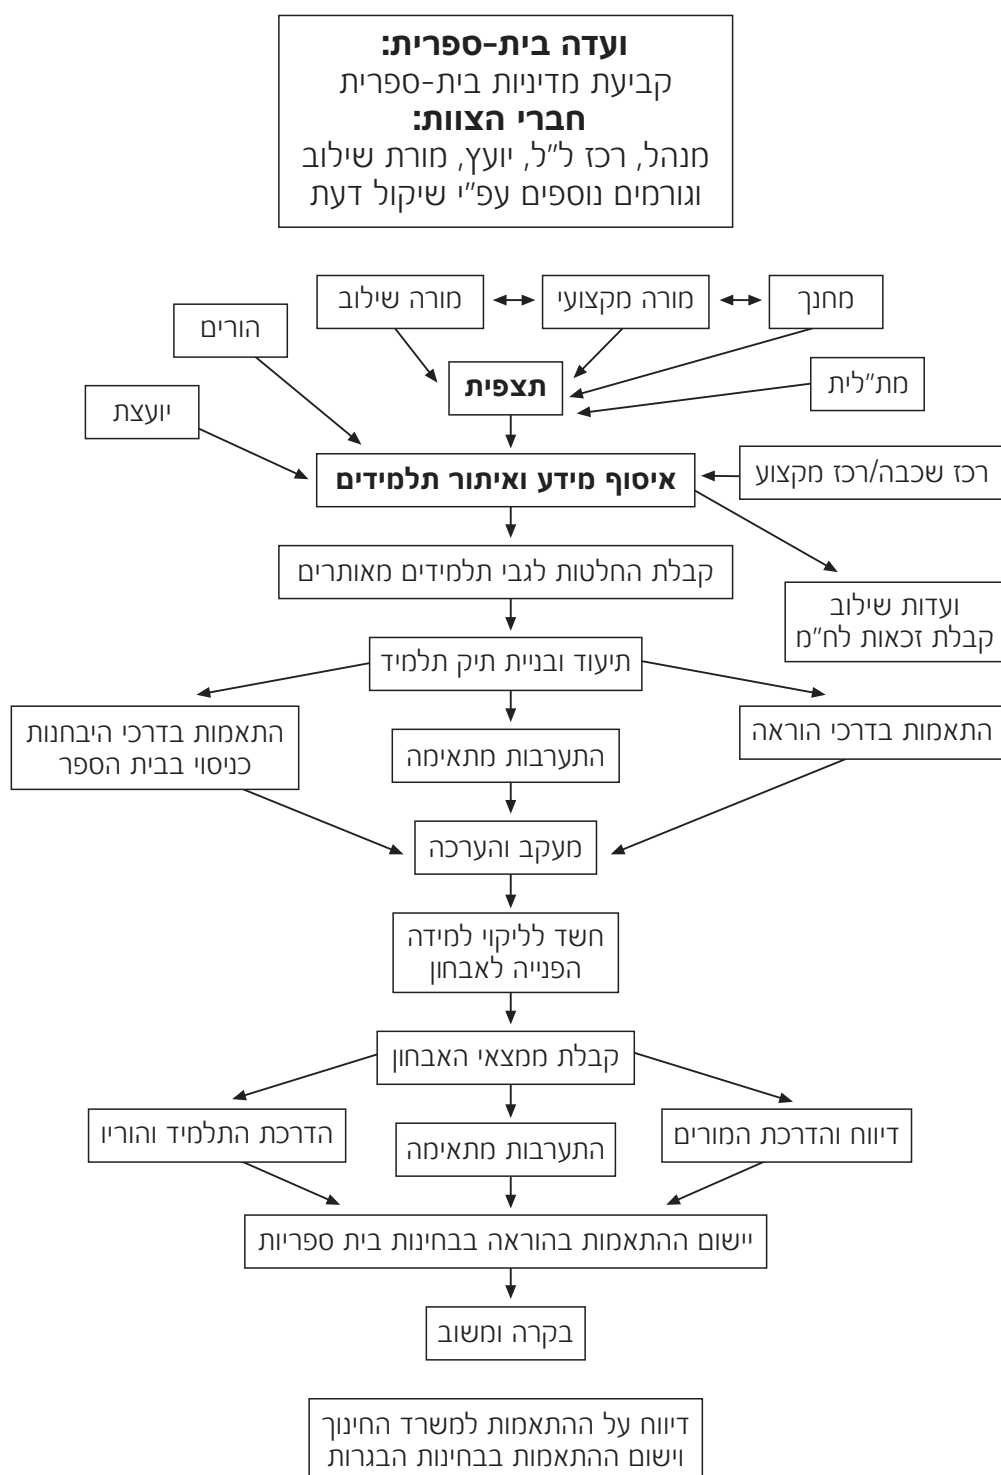 ועדה בית-ספרית:
קביעת מדיניות בית-ספרית
חברי הצוות:
מנהל, רכז ל"ל, יועץ, מורת שילוב
וגורמים נוספים עפ"י שיקול דעת
מחנך
מורה מקצועי
מורה שילוב
הורים
תצפית
מת"לית
יועצת
רכז שכבה/רכז מקצוע
איסוף מידע ואיתור תלמידים
קבלת החלטות לגבי תלמידים מאותרים
ועדות שילוב
קבלת זכאות לח"מ
תיעוד ובניית תיק תלמיד
התאמות בדרכי הוראה
התערבות מתאימה
התאמות בדרכי היבחנות
כניסוי בבית הספר
מעקב והערכה
חשד לליקוי למידה
הפנייה לאבחון
קבלת ממצאי האבחון
דיווח והדרכת המורים
התערבות מתאימה
הדרכת התלמיד והוריו
יישום ההתאמות בהוראה בבחינות בית ספריות
בקרה ומשוב
דיווח על ההתאמות למשרד החינוך
וישום ההתאמות בבחינות הבגרות